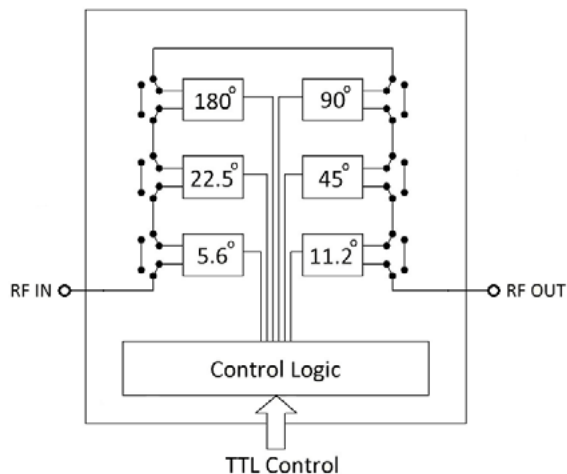 180° 90°
22.5° 45°
5.6° 11.2°
RF IN RF OUT
Control Logic
TTL Control